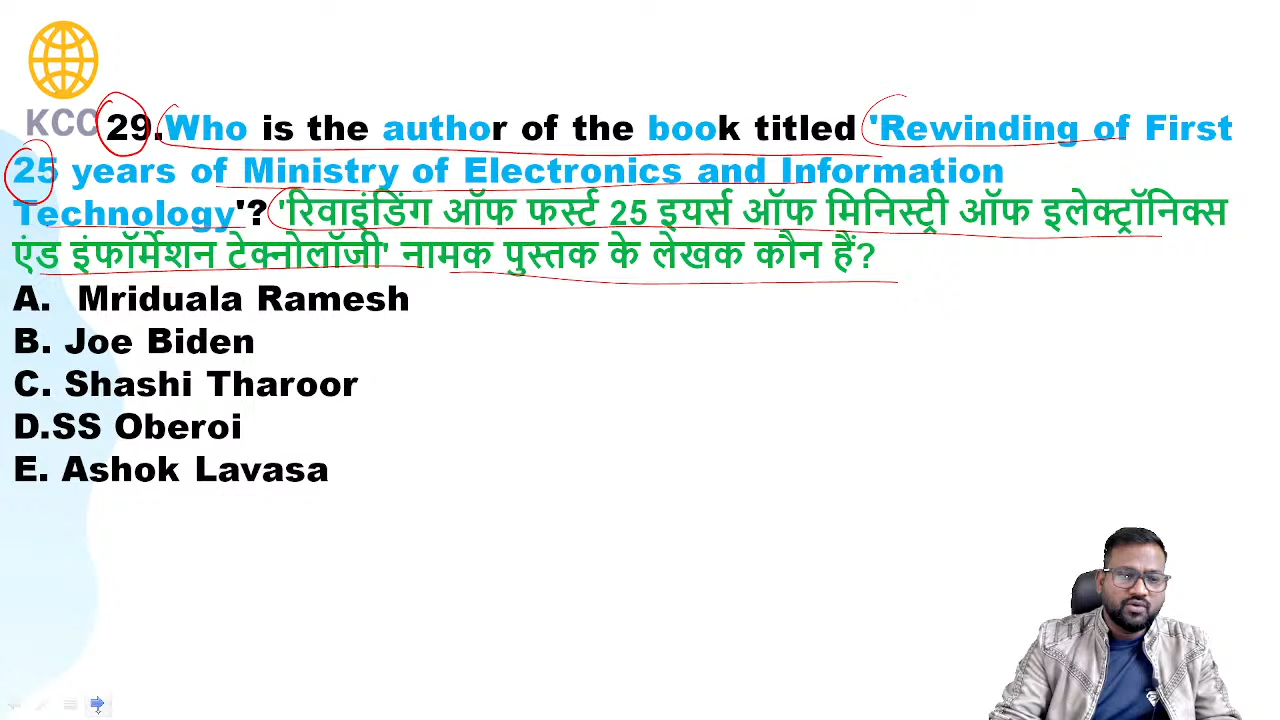 KCC
29.Who is the author of the book titled 'Rewinding of First
25 years of Ministry of Electronics and Information
Technology'? 'रिवाइंडिंग ऑफ फर्स्ट 25 इयर्स ऑफ मिनिस्ट्री ऑफ इलेक्ट्रॉनिक्स
एंड इंफॉर्मेशन टेक्नोलॉजी' नामक पुस्तक के लेखक कौन हैं?
A. Mriduala Ramesh
B. Joe Biden
C. Shashi Tharoor
D.SS Oberoi
E. Ashok Lavasa